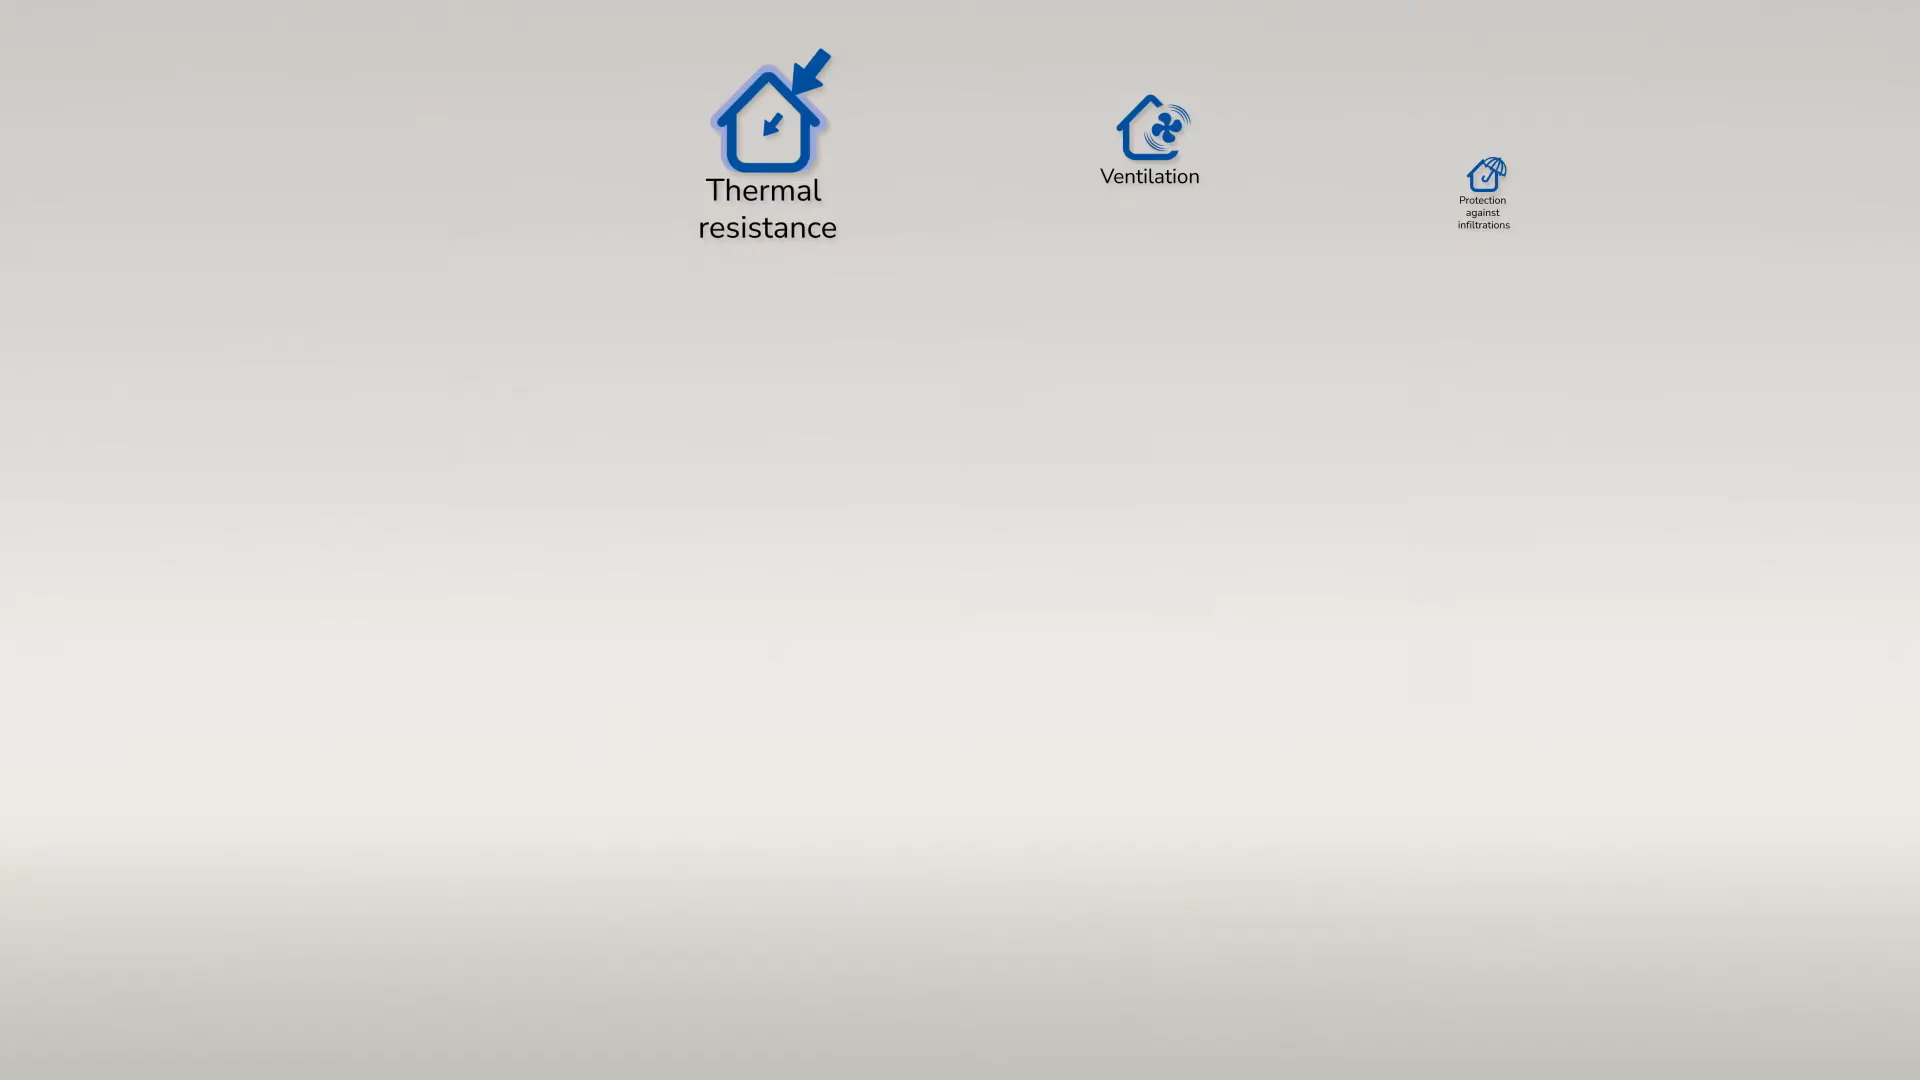 Thermal
resistance
Ventilation
Protection
against
infiltrations